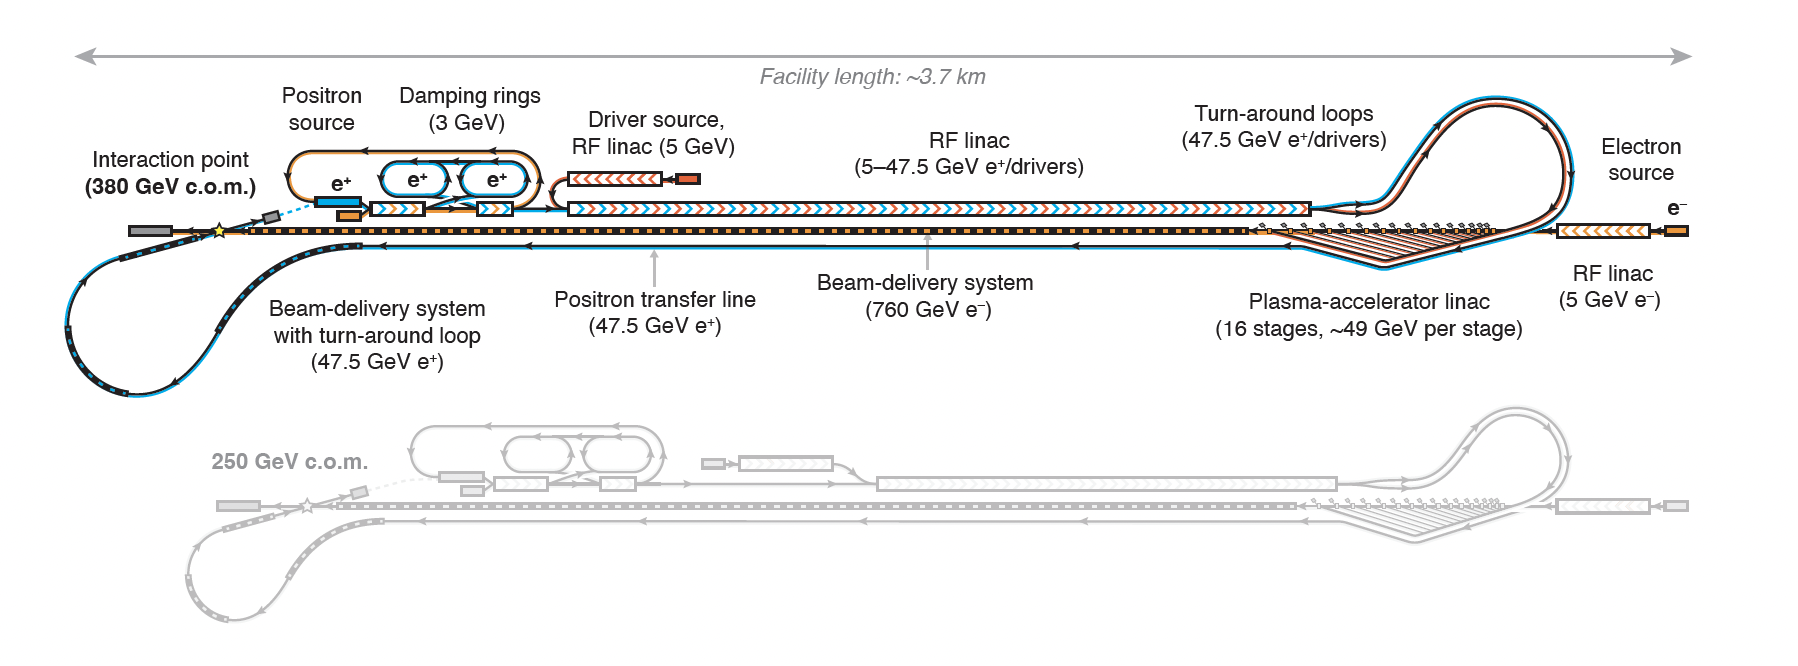 Facility length: ~3.7 km
Positron
source
Damping rings
(3 GeV)
Driver source,
RF linac (5 GeV)
RF linac
(5–47.5 GeV e⁺/drivers)
Turn-around loops
(47.5 GeV e⁺/drivers)
Electron
source
Interaction point
(380 GeV c.o.m.)
e⁺
e⁺
e⁺
e⁻
Beam-delivery system
with turn-around loop
(47.5 GeV e⁺)
Positron transfer line
(47.5 GeV e⁺)
Beam-delivery system
(760 GeV e⁻)
Plasma-accelerator linac
(16 stages, ~49 GeV per stage)
RF linac
(5 GeV e⁻)
250 GeV c.o.m.